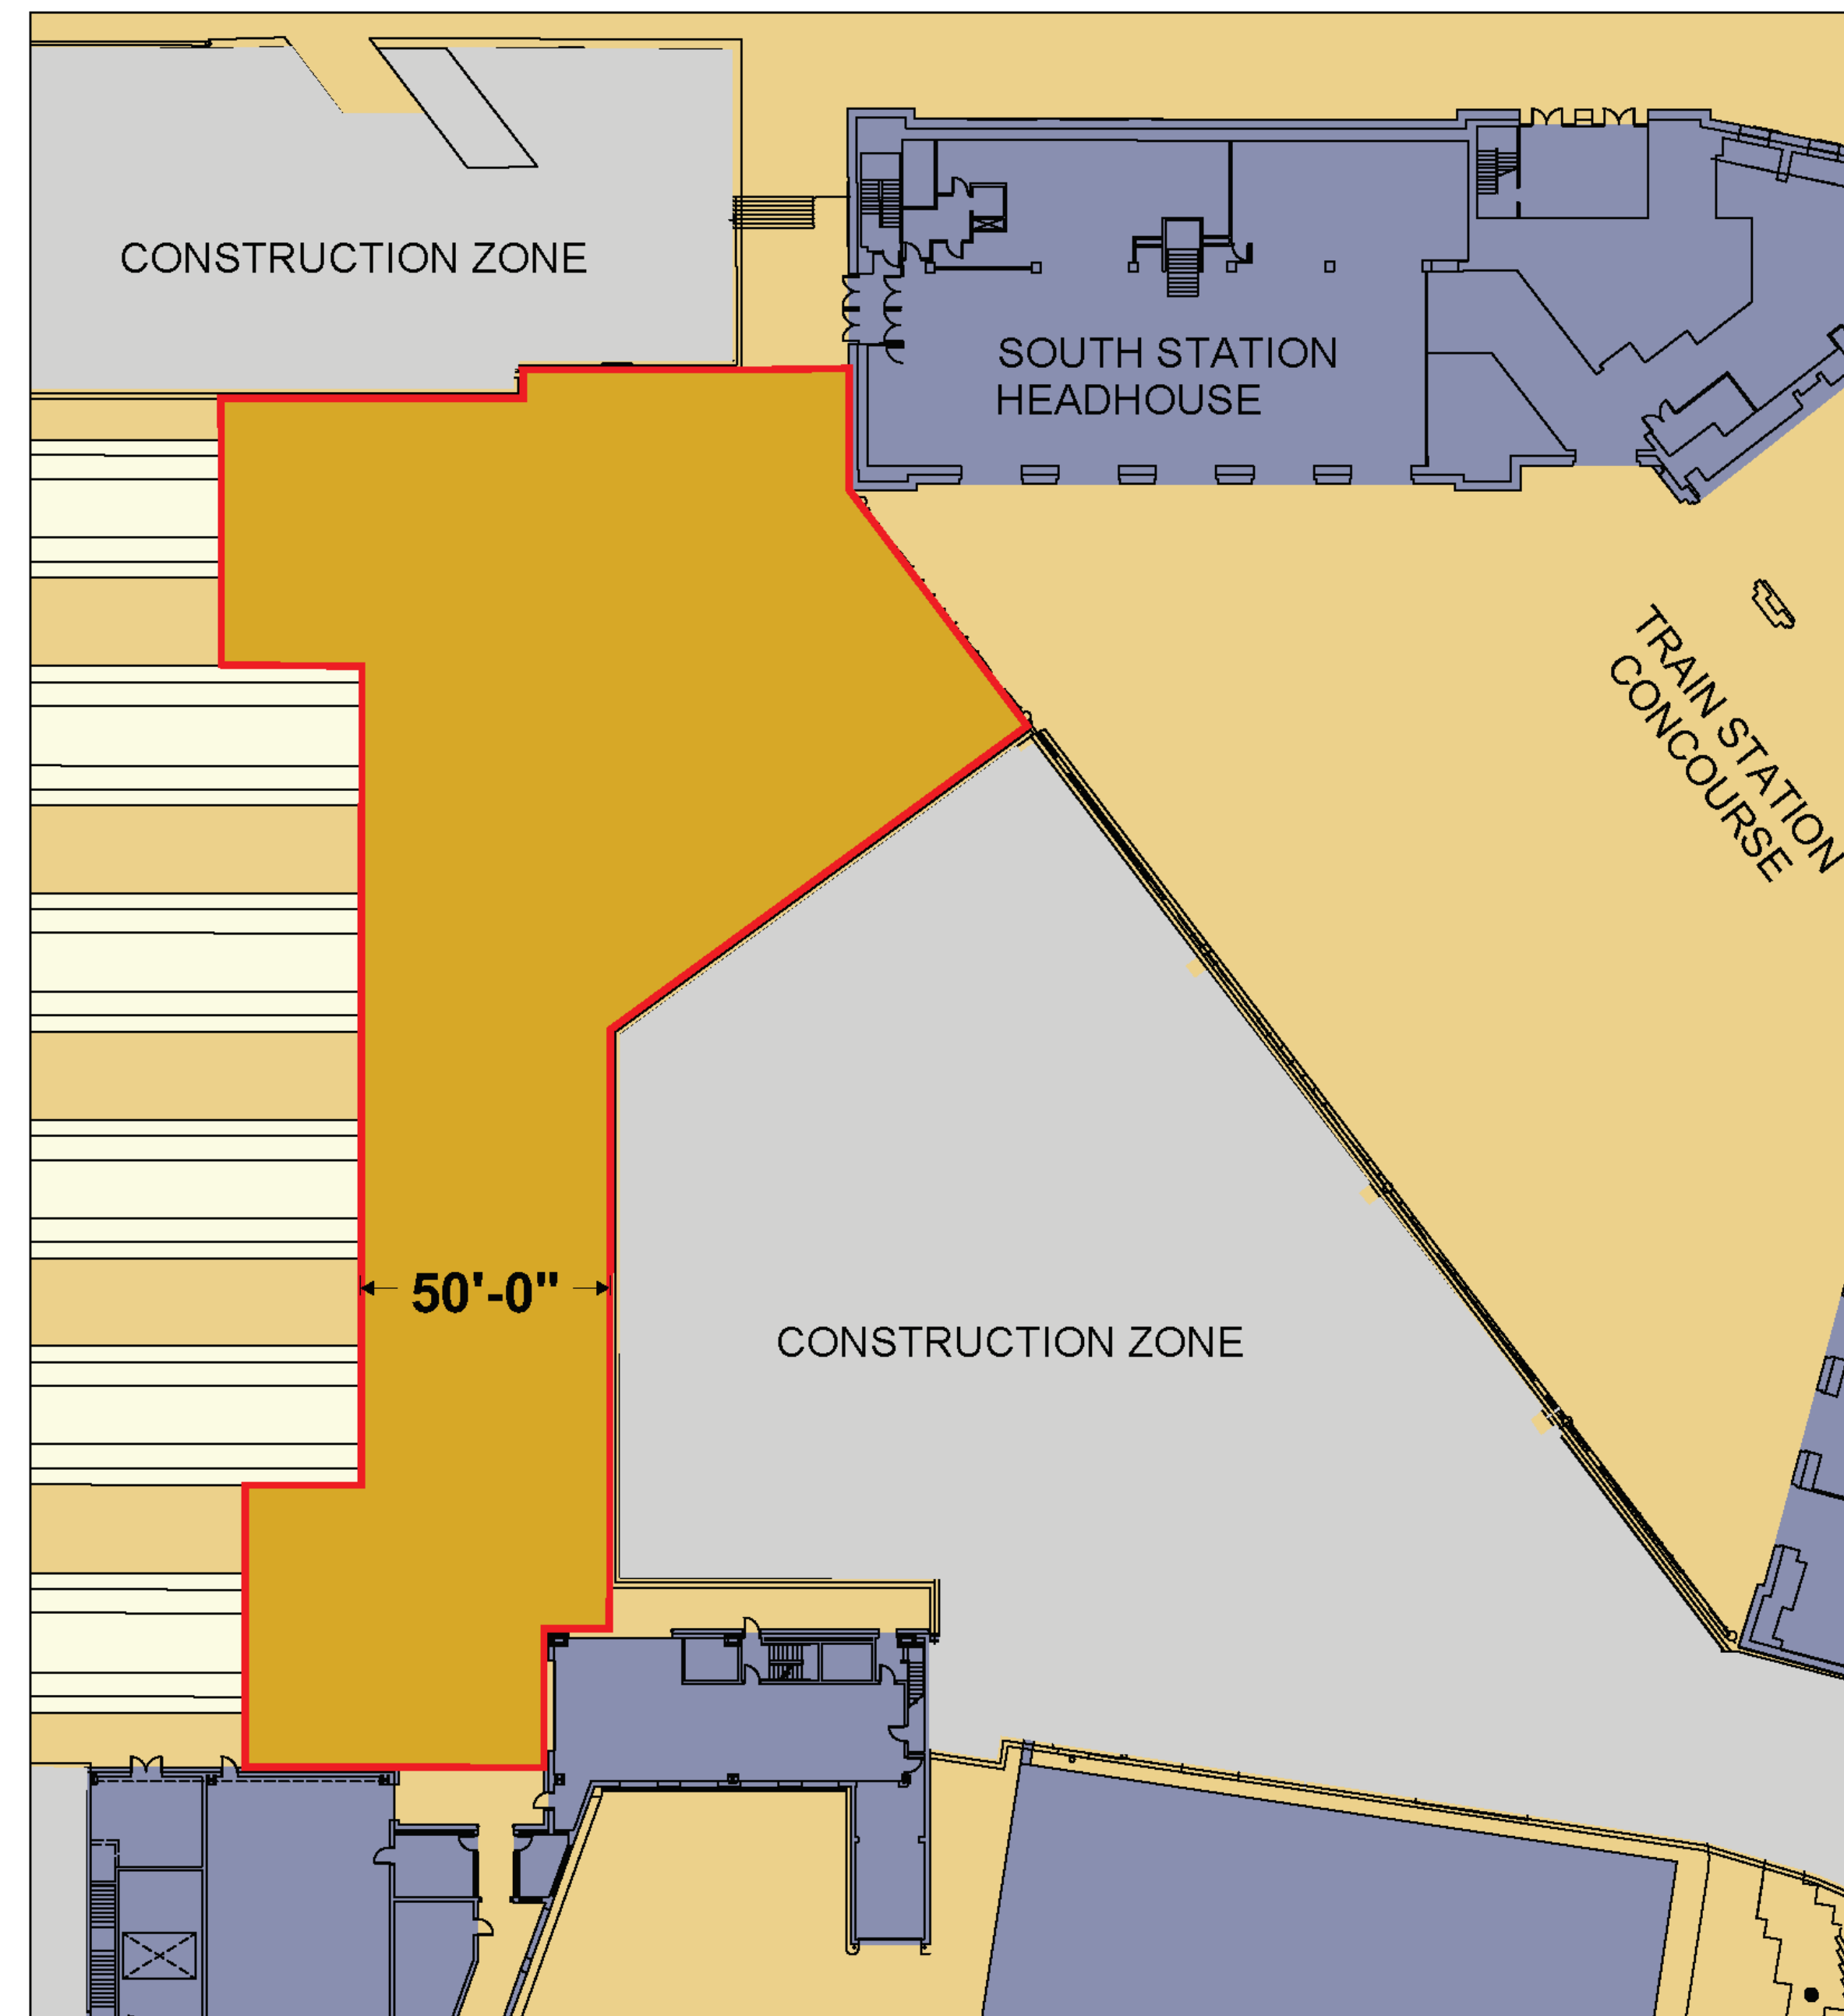 CONSTRUCTION ZONE
SOUTH STATION
HEADHOUSE
TRAIN STATION
CONCOURSE
50'-0"
CONSTRUCTION ZONE